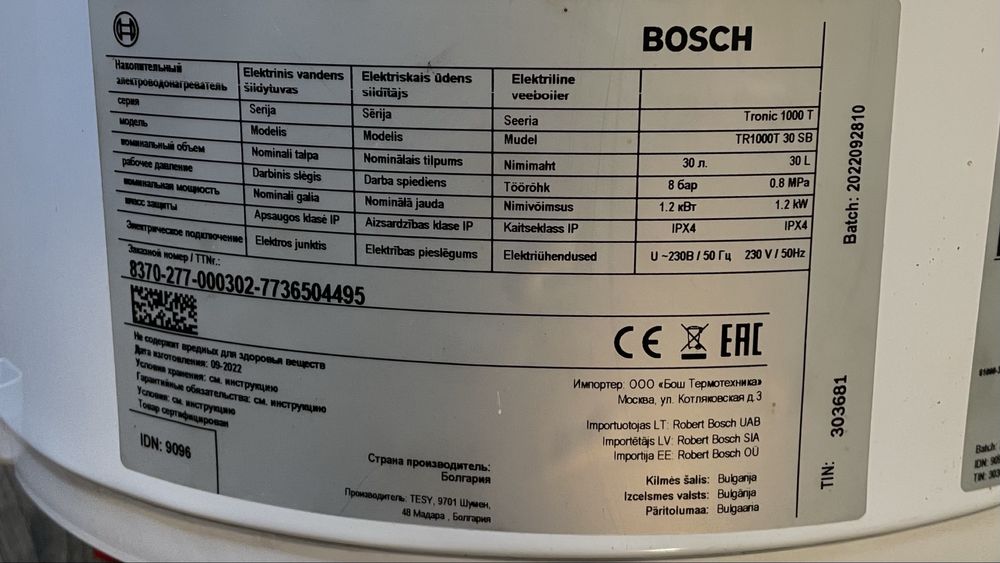 BOSCH
Накопительный электроводонагреватель Elektrinis vandens šildytuvas Elektriskais ūdens sildītājs Elektriline veeboiler
серия Serija Sērija Seeria Tronic 1000 T
модель Modelis Modelis Mudel TR1000T 30 SB
номинальный объем Nominali talpa Nominālais tilpums Nimimaht 30 л. 30 L
рабочее давление Darbinis slėgis Darba spiediens Töörõhk 8 бар 0.8 MPa
номинальная мощность Nominali galia Nominālā jauda Nimivõimsus 1.2 кВт 1.2 kW
класс защиты Apsaugos klasė IP Aizsardzības klase IP Kaitseklass IP IPX4 IPX4
Электрическое подключение Elektros junktis Elektrības pieslēgums Elektriühendused U ~230В / 50 Гц 230 V / 50Hz
Заказной номер / TTNr.:
8370-277-000302-7736504495
CE EAC
Не содержит вредных для здоровья веществ
Дата изготовления: 09-2022
Условия хранения: см. инструкцию
Гарантийные обязательства: см. инструкцию
Условия: см. инструкцию
Товар сертифицирован
IDN: 9096
Страна производитель:
Болгария
Производитель: TESY, 9701 Шумен,
48 Мадара , Болгария
Импортер: ООО «Бош Термотехника»
Москва, ул. Котляковская д.3
Importuotojas LT: Robert Bosch UAB
Importētājs LV: Robert Bosch SIA
Importija EE: Robert Bosch OÜ
Kilmės šalis: Bulgarija
Izcelsmes valsts: Bulgārija
Päritolumaa: Bulgaaria
Batch: 2022092810
TIN: 303681
Batch:
IDN: 
TIN: 303